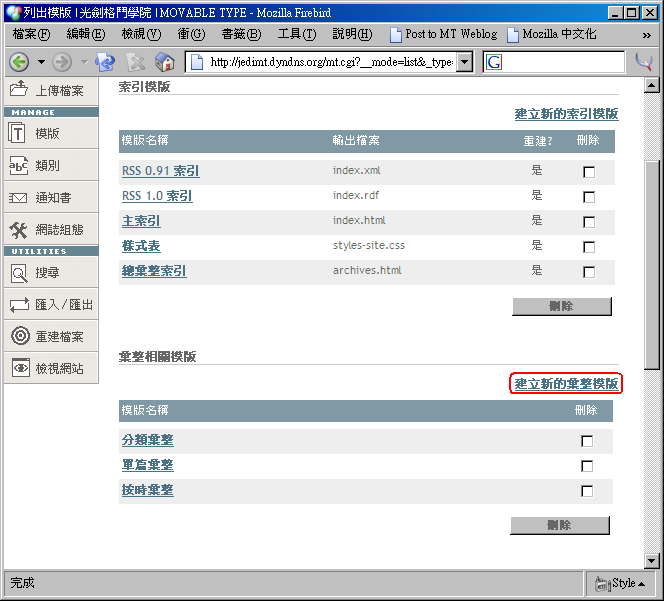 列出模版 | 光劍格鬥學院 | MOVABLE TYPE - Mozilla Firebird
檔案(F) 編輯(E) 檢視(V) 衝(G) 書籤(B) 工具(T) 說明(H) Post to MT Weblog Mozilla 中文化 »
http://jedimt.dyndns.org/mt.cgi?__mode=list&_type: G
上傳檔案
MANAGE
模版
類別
通知書
網誌組態
UTILITIES
搜尋
匯入/匯出
重建檔案
檢視網站
索引模版
建立新的索引模版
模版名稱 輸出檔案 重建? 刪除
RSS 0.91 索引 index.xml 是
RSS 1.0 索引 index.rdf 是
主索引 index.html 是
樣式表 styles-site.css 是
總彙整索引 archives.html 是
刪除
彙整相關模版
建立新的彙整模版
模版名稱 刪除
分類彙整
單篇彙整
按時彙整
刪除
完成 Style